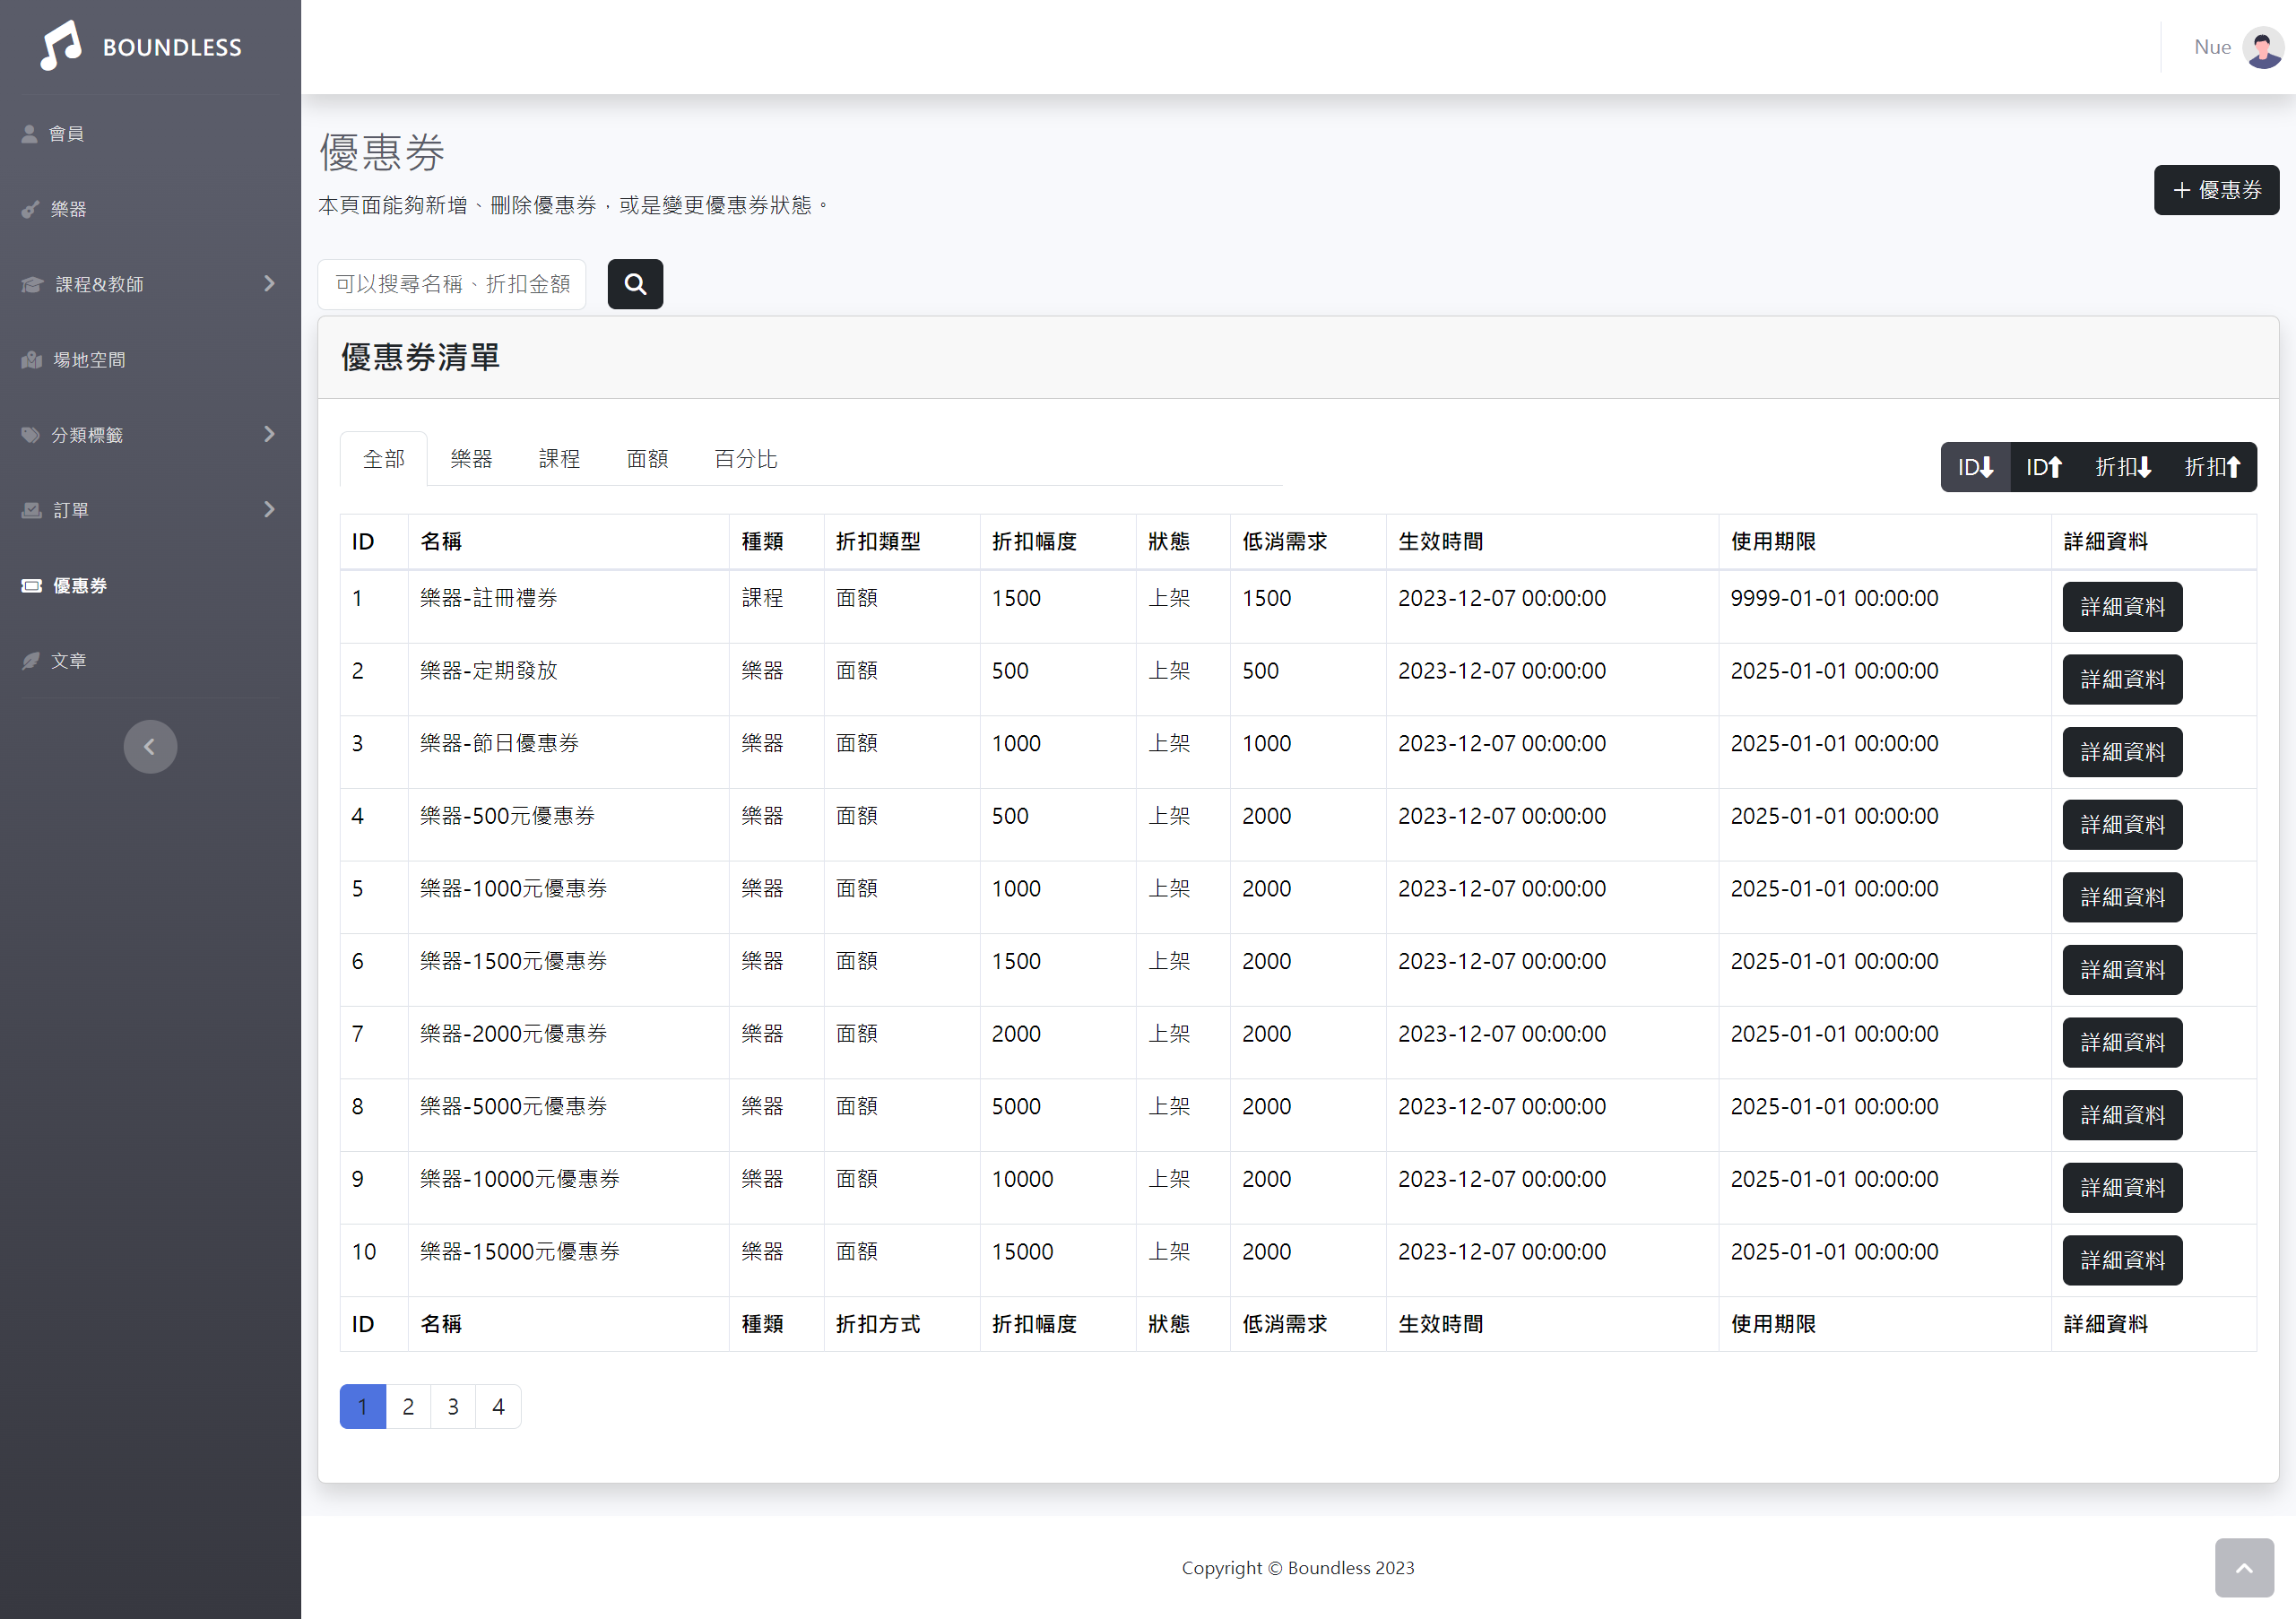 BOUNDLESS
Nue
會員
樂器
課程&教師
場地空間
分類標籤
訂單
優惠券
文章
優惠券
本頁面能夠新增、刪除優惠券，或是變更優惠券狀態。
＋ 優惠券
可以搜尋名稱、折扣金額
優惠券清單
全部 樂器 課程 面額 百分比
ID⬇ ID⬆ 折扣⬇ 折扣⬆
ID 名稱 種類 折扣類型 折扣幅度 狀態 低消需求 生效時間 使用期限 詳細資料
1 樂器-註冊禮券 課程 面額 1500 上架 1500 2023-12-07 00:00:00 9999-01-01 00:00:00 詳細資料
2 樂器-定期發放 樂器 面額 500 上架 500 2023-12-07 00:00:00 2025-01-01 00:00:00 詳細資料
3 樂器-節日優惠券 樂器 面額 1000 上架 1000 2023-12-07 00:00:00 2025-01-01 00:00:00 詳細資料
4 樂器-500元優惠券 樂器 面額 500 上架 2000 2023-12-07 00:00:00 2025-01-01 00:00:00 詳細資料
5 樂器-1000元優惠券 樂器 面額 1000 上架 2000 2023-12-07 00:00:00 2025-01-01 00:00:00 詳細資料
6 樂器-1500元優惠券 樂器 面額 1500 上架 2000 2023-12-07 00:00:00 2025-01-01 00:00:00 詳細資料
7 樂器-2000元優惠券 樂器 面額 2000 上架 2000 2023-12-07 00:00:00 2025-01-01 00:00:00 詳細資料
8 樂器-5000元優惠券 樂器 面額 5000 上架 2000 2023-12-07 00:00:00 2025-01-01 00:00:00 詳細資料
9 樂器-10000元優惠券 樂器 面額 10000 上架 2000 2023-12-07 00:00:00 2025-01-01 00:00:00 詳細資料
10 樂器-15000元優惠券 樂器 面額 15000 上架 2000 2023-12-07 00:00:00 2025-01-01 00:00:00 詳細資料
ID 名稱 種類 折扣方式 折扣幅度 狀態 低消需求 生效時間 使用期限 詳細資料
1 2 3 4
Copyright © Boundless 2023